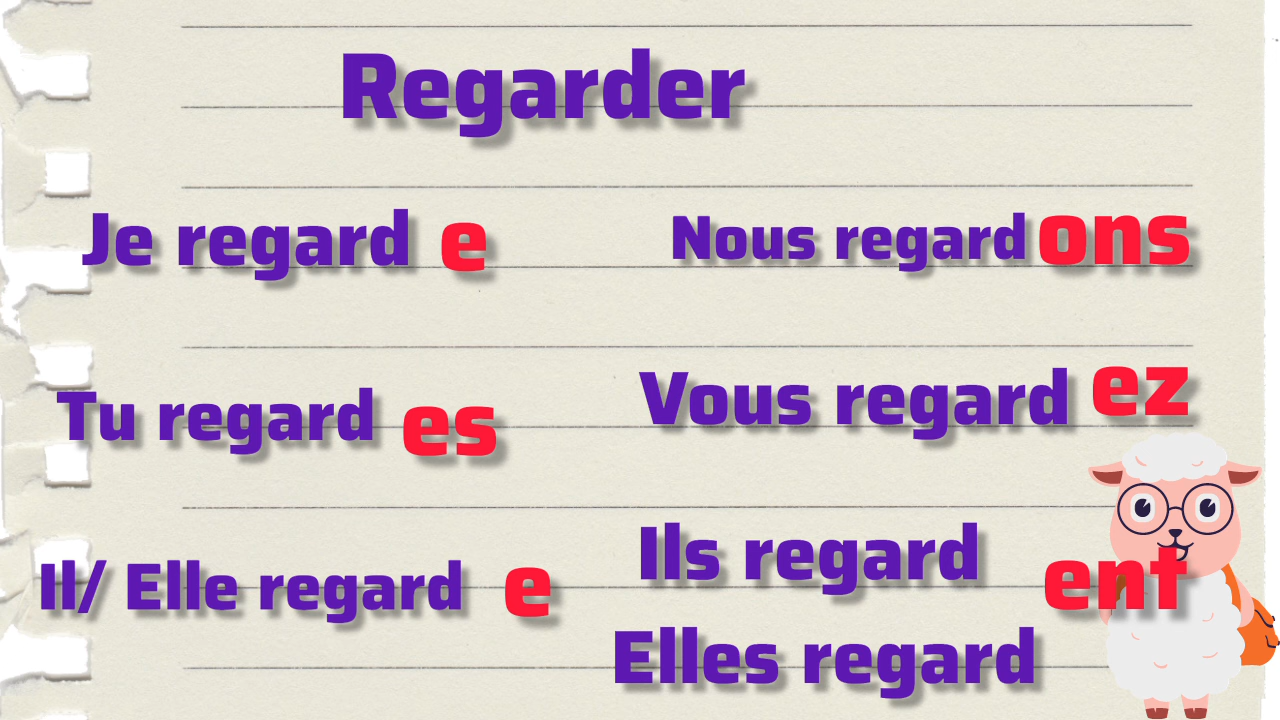 Regarder
Je regard e
Nous regard ons
Tu regard es
Vous regard ez
Il/ Elle regard e
Ils regard
ent
Elles regard